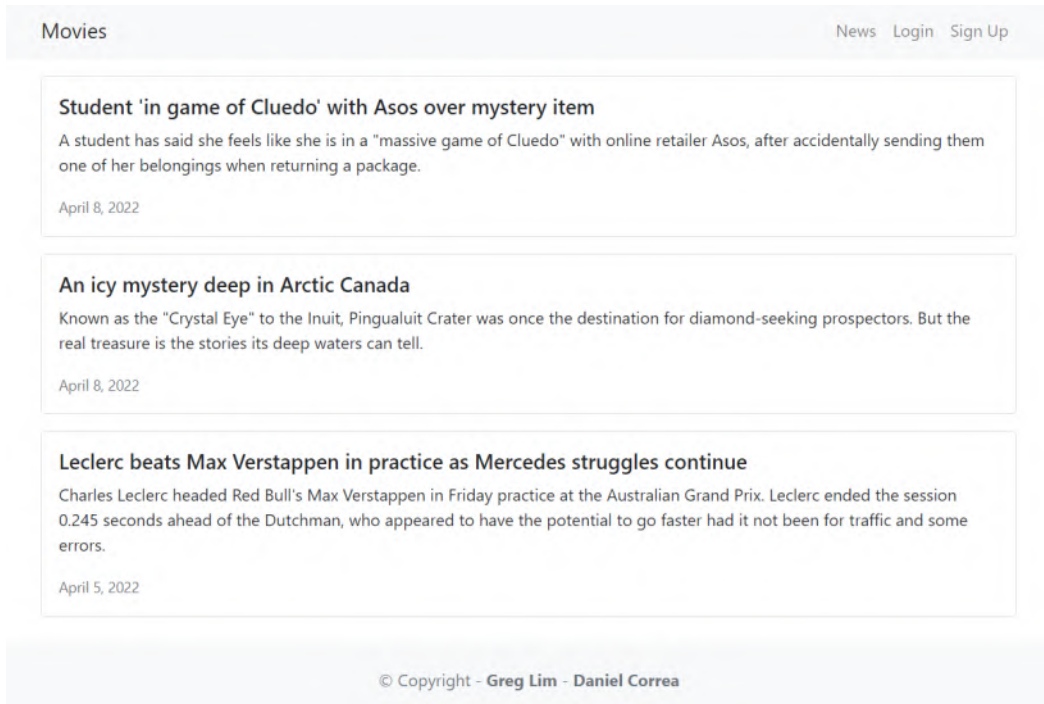 Movies
News Login Sign Up
Student 'in game of Cluedo' with Asos over mystery item
A student has said she feels like she is in a "massive game of Cluedo" with online retailer Asos, after accidentally sending them
one of her belongings when returning a package.
April 8, 2022
An icy mystery deep in Arctic Canada
Known as the "Crystal Eye" to the Inuit, Pingualuit Crater was once the destination for diamond-seeking prospectors. But the
real treasure is the stories its deep waters can tell.
April 8, 2022
Leclerc beats Max Verstappen in practice as Mercedes struggles continue
Charles Leclerc headed Red Bull's Max Verstappen in Friday practice at the Australian Grand Prix. Leclerc ended the session
0.245 seconds ahead of the Dutchman, who appeared to have the potential to go faster had it not been for traffic and some
errors.
April 5, 2022
© Copyright - Greg Lim - Daniel Correa